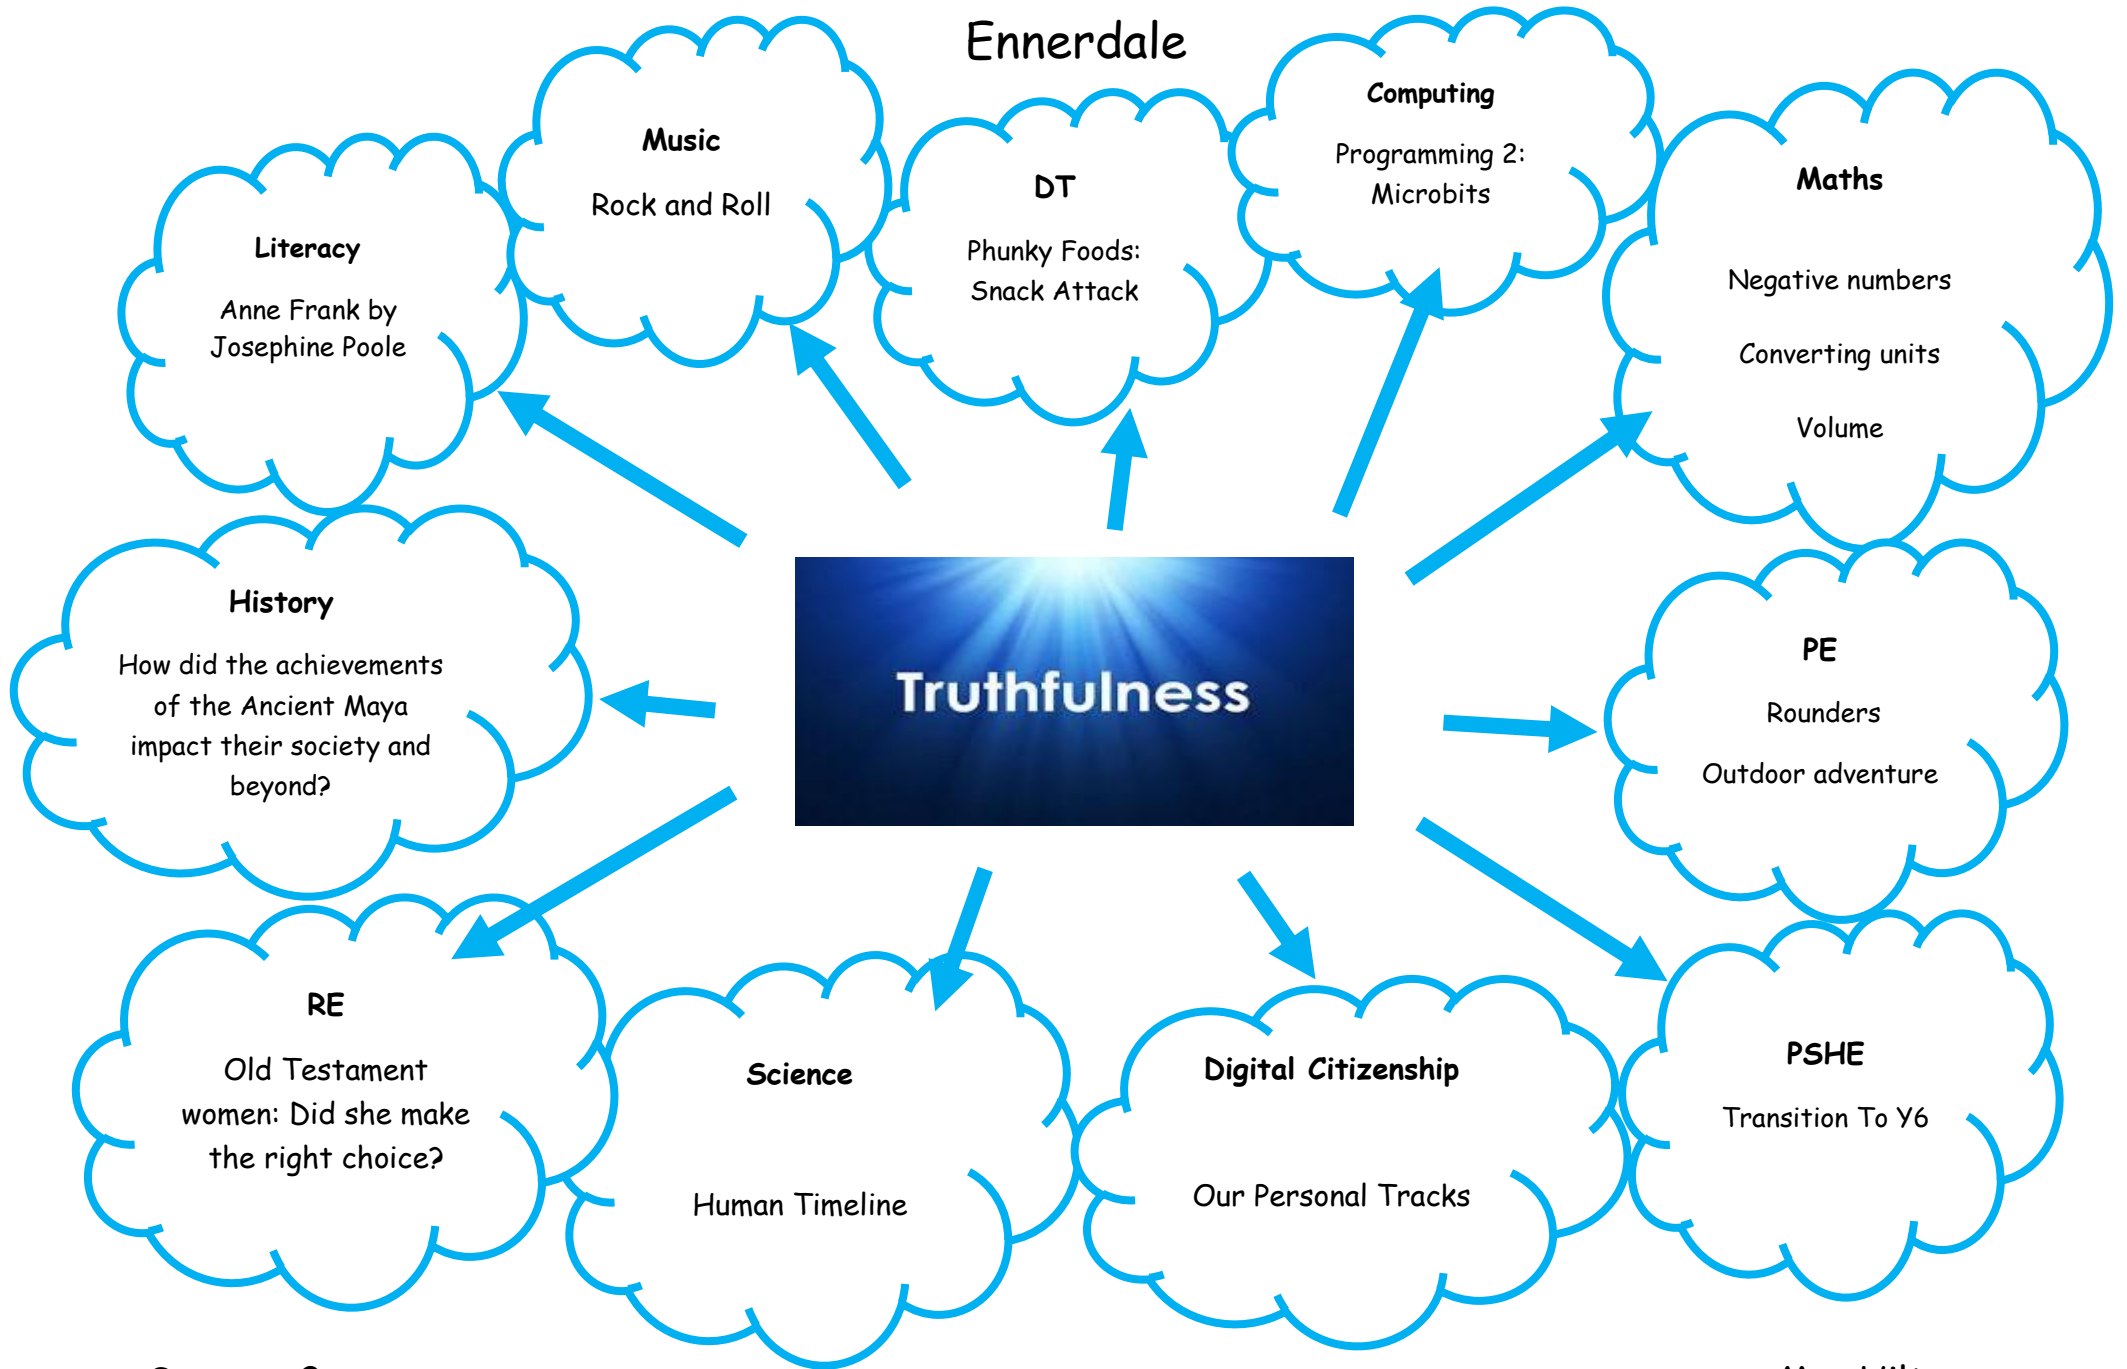 Ennerdale
Literacy
Anne Frank by
Josephine Poole
Music
Rock and Roll
DT
Phunky Foods:
Snack Attack
Computing
Programming 2:
Microbits
Maths
Negative numbers
Converting units
Volume
History
How did the achievements
of the Ancient Maya
impact their society and
beyond?
Truthfulness
PE
Rounders
Outdoor adventure
RE
Old Testament
women: Did she make
the right choice?
Science
Human Timeline
Digital Citizenship
Our Personal Tracks
PSHE
Transition To Y6